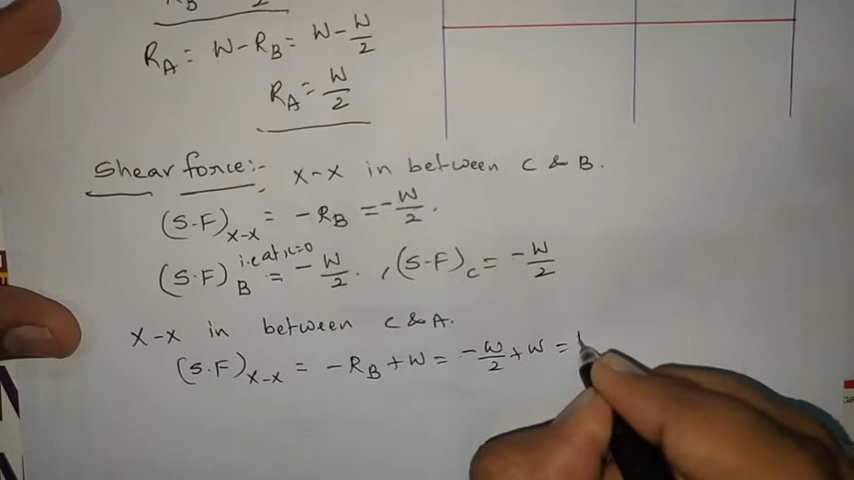 R_A = W - R_B = W - W/2
R_A = W/2
Shear force:- x-x in between C & B.
(S.F)_x-x = - R_B = - W/2.
(S.F)_B i.e at x=0 = - W/2. , (S-F)_C = - W/2
x-x in between C & A.
(S.F)_x-x = - R_B + W = - W/2 + W =